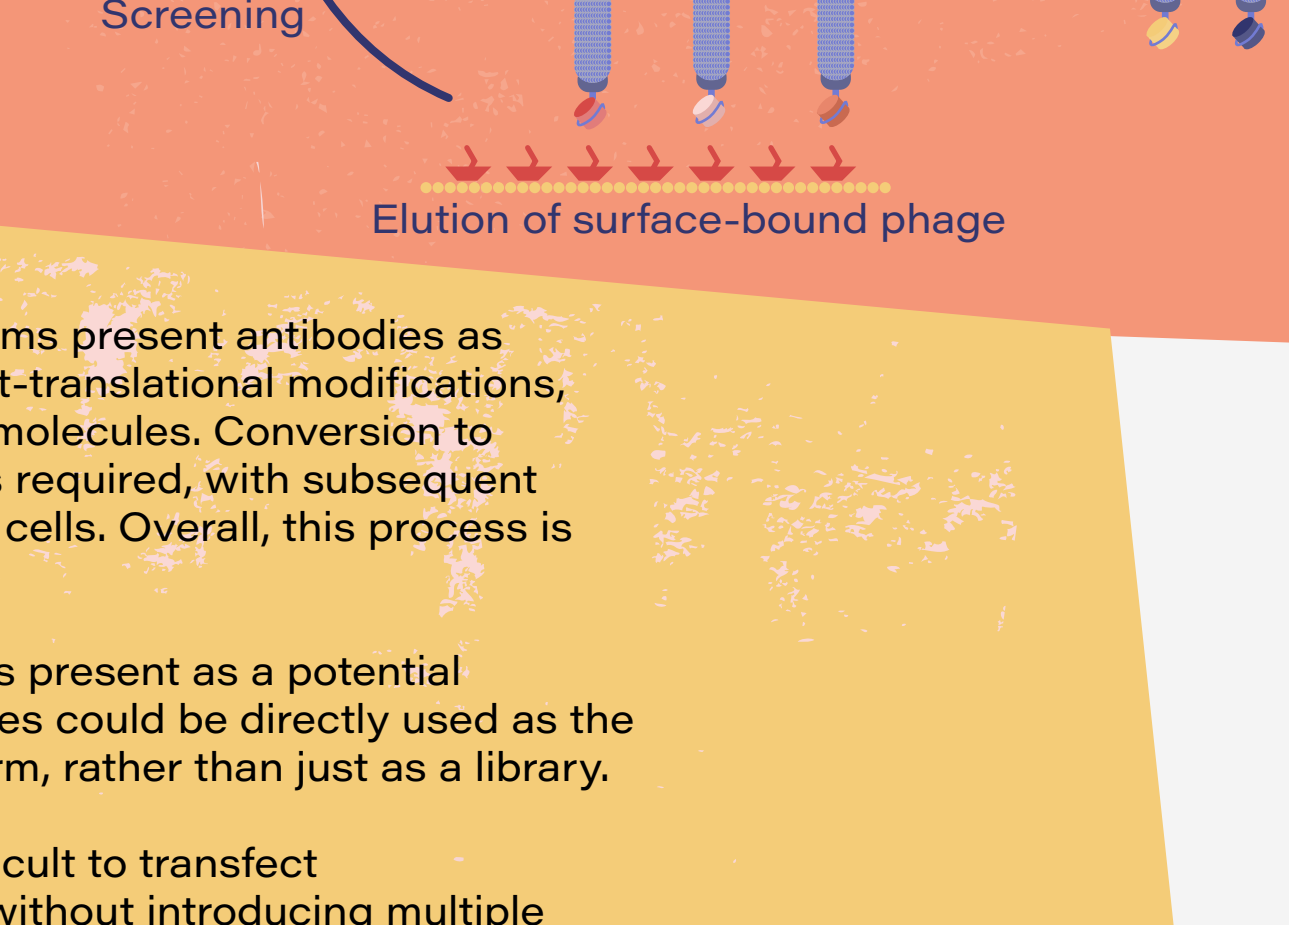 Screening
Elution of surface-bound phage
ms present antibodies as
t-translational modifications,
molecules. Conversion to
s required, with subsequent
cells. Overall, this process is
s present as a potential
es could be directly used as the
rm, rather than just as a library.
cult to transfect
without introducing multiple